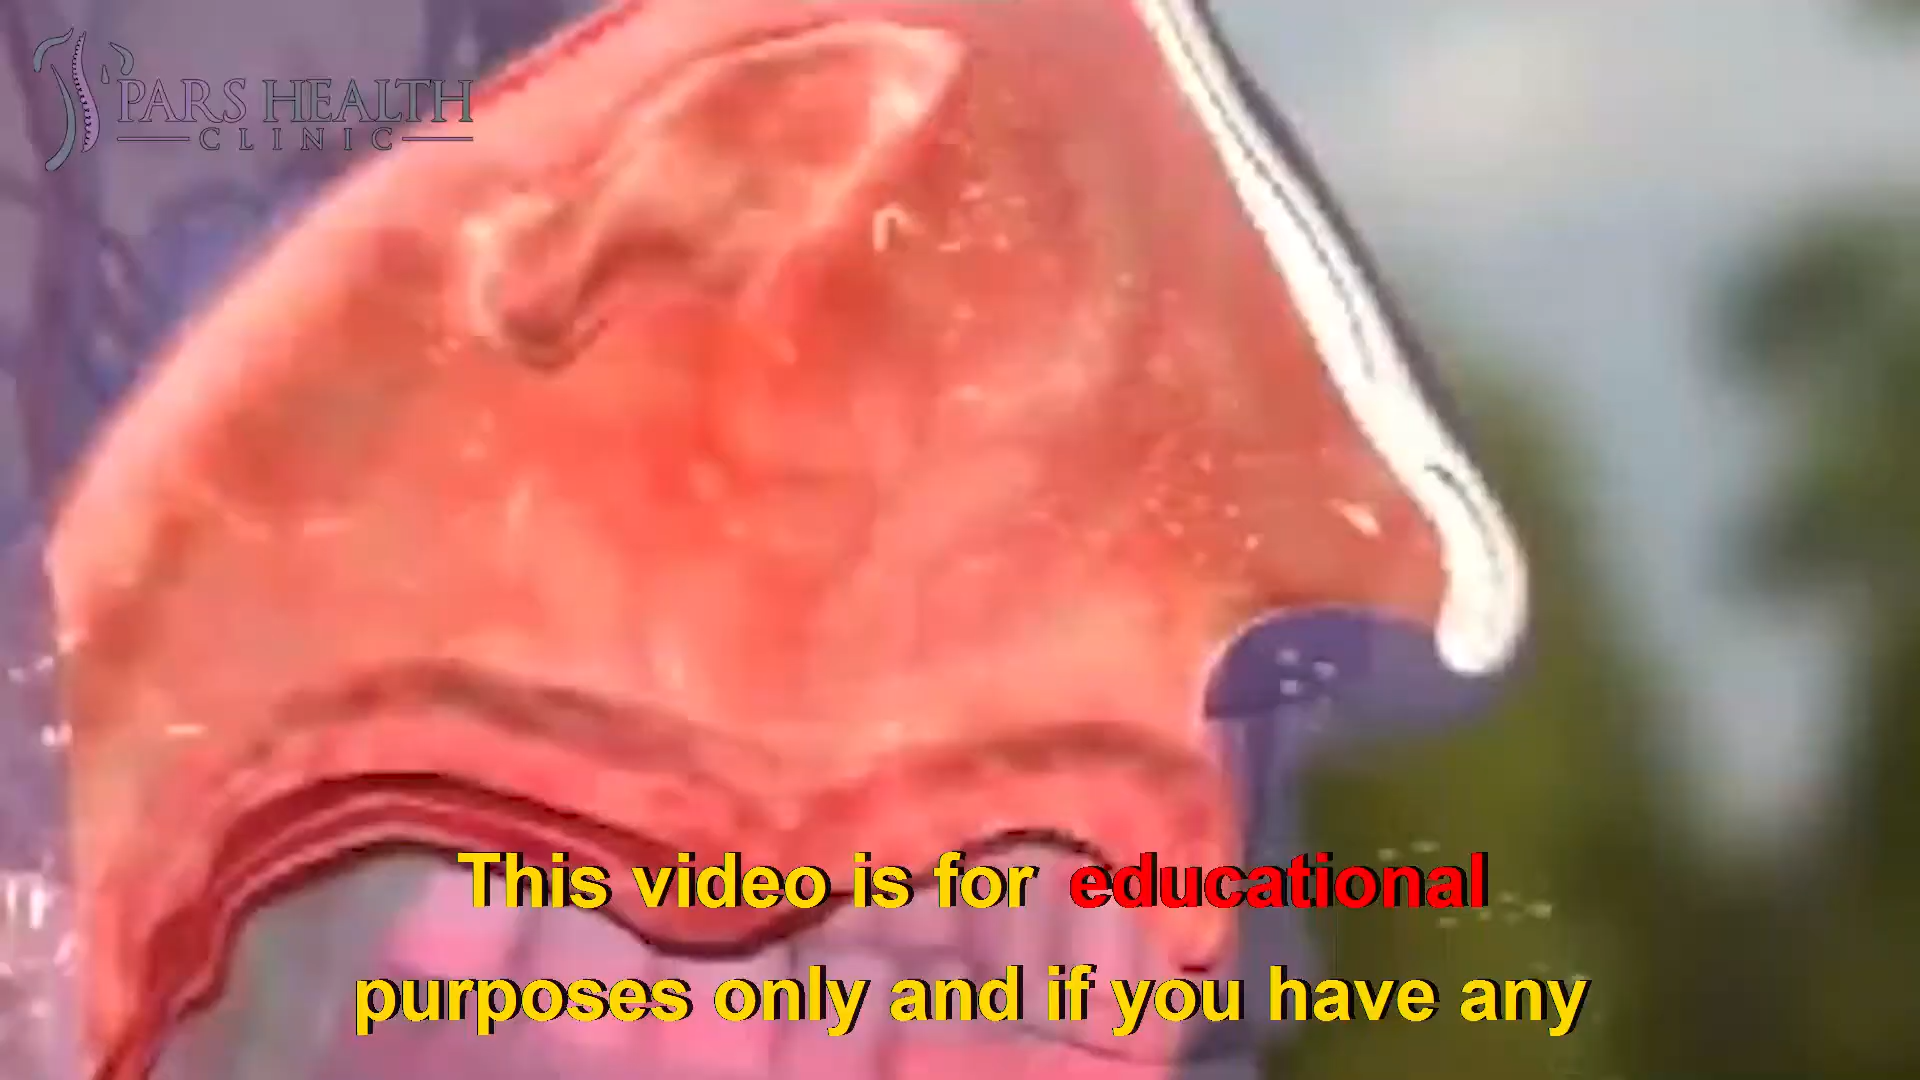 PARS HEALTH
CLINIC
This video is for educational
purposes only and if you have any